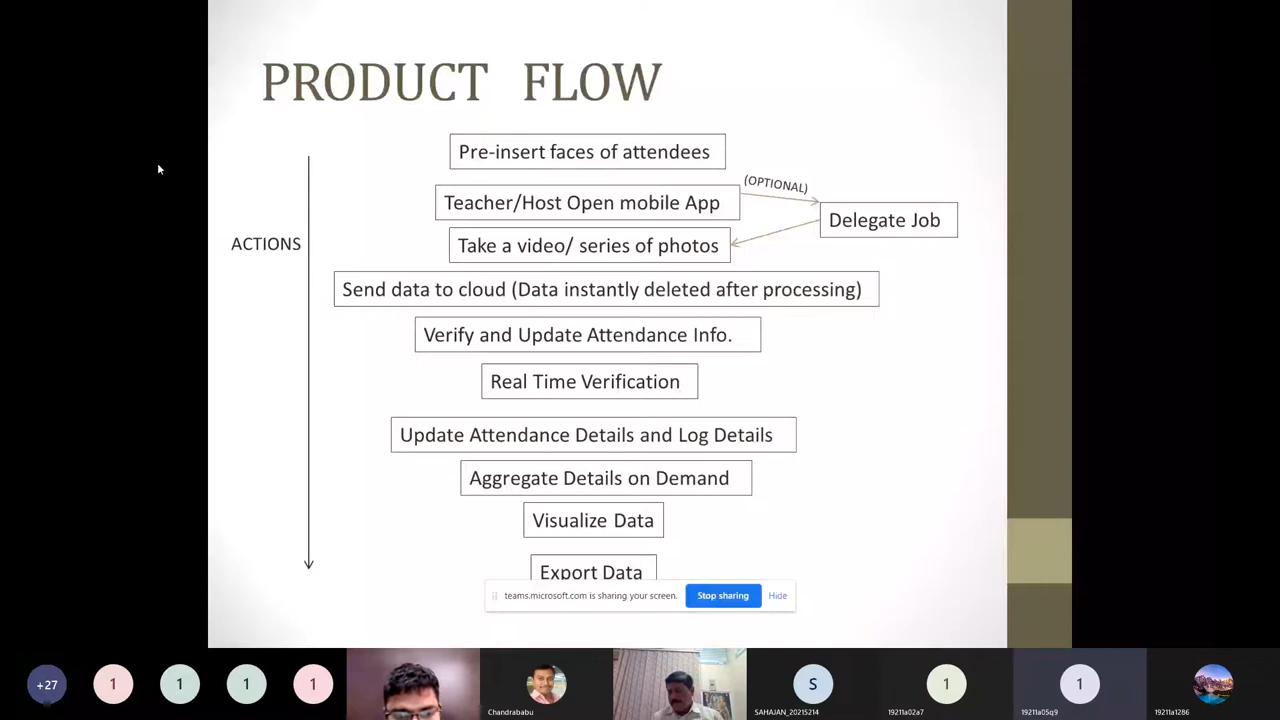 PRODUCT FLOW
Pre-insert faces of attendees
(OPTIONAL)
Teacher/Host Open mobile App
Delegate Job
ACTIONS
Take a video/ series of photos
Send data to cloud (Data instantly deleted after processing)
Verify and Update Attendance Info.
Real Time Verification
Update Attendance Details and Log Details
Aggregate Details on Demand
Visualize Data
Export Data
teams.microsoft.com is sharing your screen.
Stop sharing
Hide
+27
1
1
1
1
S
1
1
Chandrababu
SAHAJAN_20215214
19211a02a7
19211a05q9
19211a1286